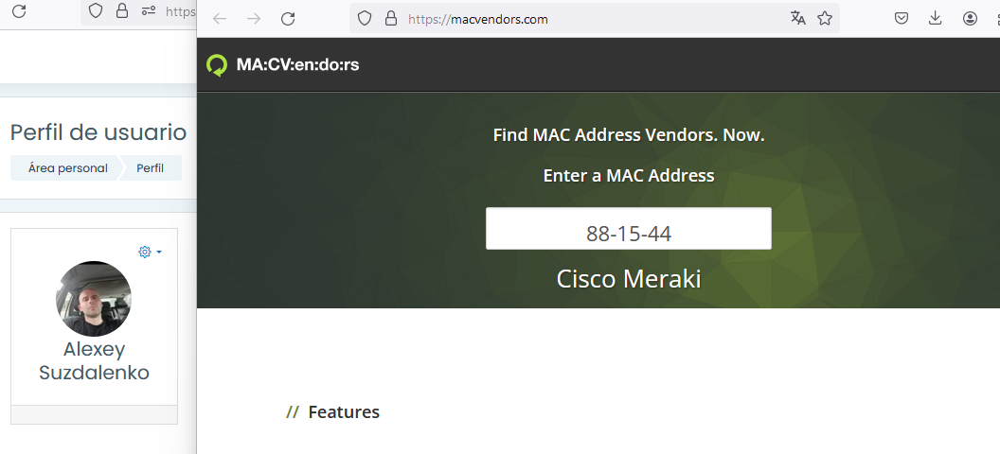 https
https://macvendors.com
MA:CV:en:do:rs
Perfil de usuario
Área personal
Perfil
Alexey
Suzdalenko
Find MAC Address Vendors. Now.
Enter a MAC Address
88-15-44
Cisco Meraki
// Features